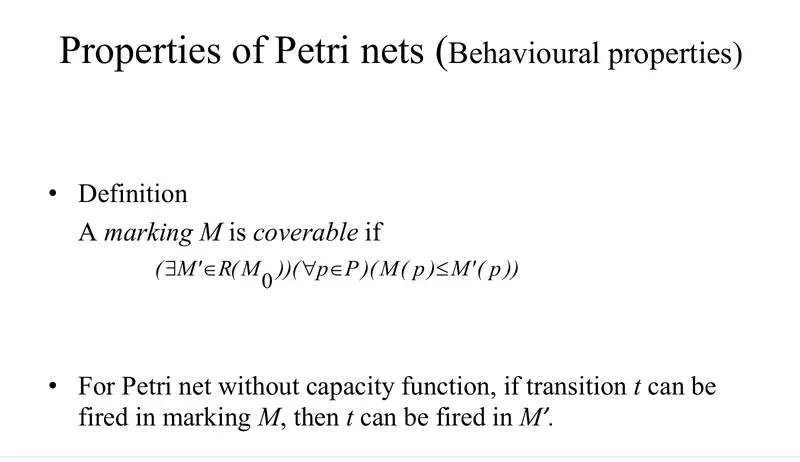 Properties of Petri nets (Behavioural properties)
• Definition
A marking M is coverable if
(∃M'∈R(M₀))(∀p∈P)(M(p)≤M'(p))
• For Petri net without capacity function, if transition t can be
fired in marking M, then t can be fired in M′.